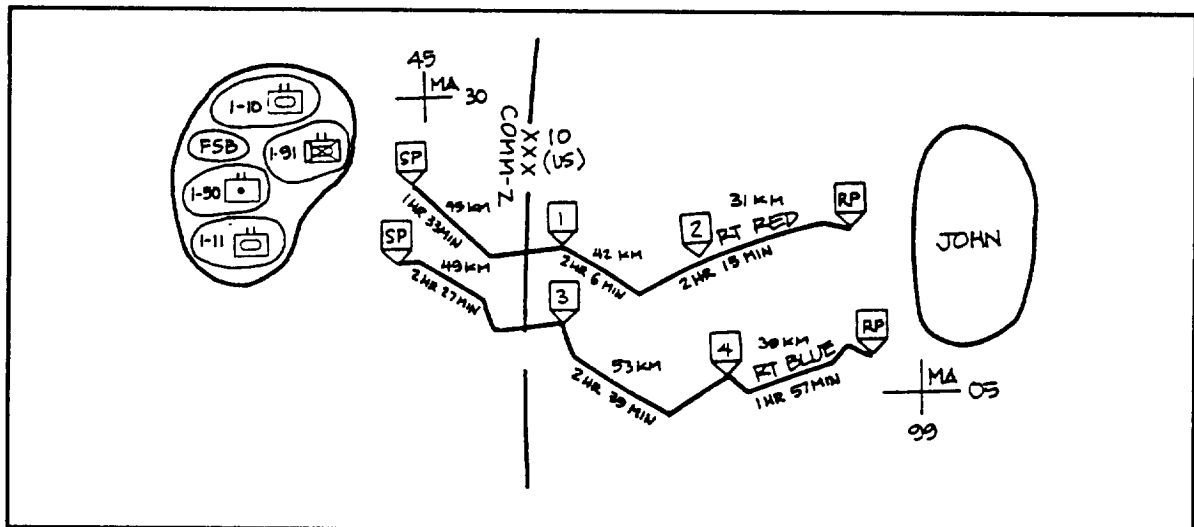 45
MA
30
1-10
FSB
1-91
1-50
1-11
COMM-Z
XXX
10
(US)
SP
1 HR 33 MIN
1
42 KM
2 HR 6 MIN
2
31 KM
RT RED
2 HR 15 MIN
RP
JOHN
SP
49 KM
2 HR 27 MIN
3
53 KM
2 HR 39 MIN
4
RT BLUE
1 HR 57 MIN
RP
MA
05
99